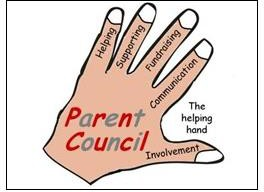 Helping
Supporting
Fundraising
Communication
Involvement
Parent
Council
The
helping
hand